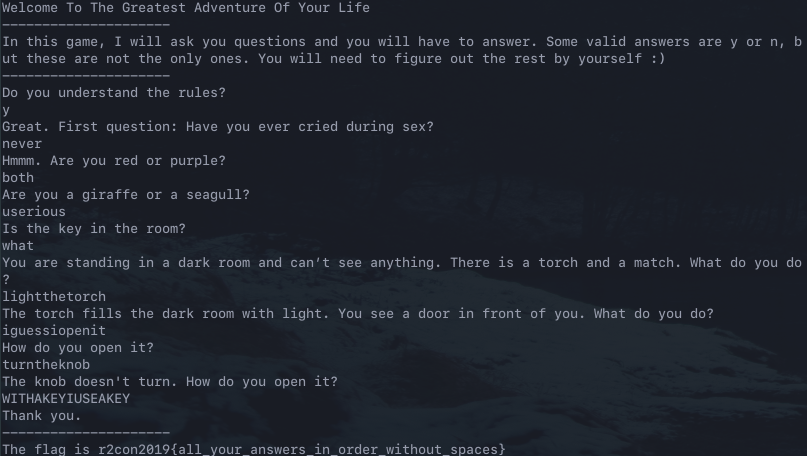 Welcome To The Greatest Adventure Of Your Life
---------------------
In this game, I will ask you questions and you will have to answer. Some valid answers are y or n, b
ut these are not the only ones. You will need to figure out the rest by yourself :)
---------------------
Do you understand the rules?
y
Great. First question: Have you ever cried during sex?
never
Hmmm. Are you red or purple?
both
Are you a giraffe or a seagull?
userious
Is the key in the room?
what
You are standing in a dark room and can’t see anything. There is a torch and a match. What do you do
?
lightthetorch
The torch fills the dark room with light. You see a door in front of you. What do you do?
iguessiopenit
How do you open it?
turntheknob
The knob doesn't turn. How do you open it?
WITHAKEYIUSEAKEY
Thank you.
---------------------
The flag is r2con2019{all_your_answers_in_order_without_spaces}